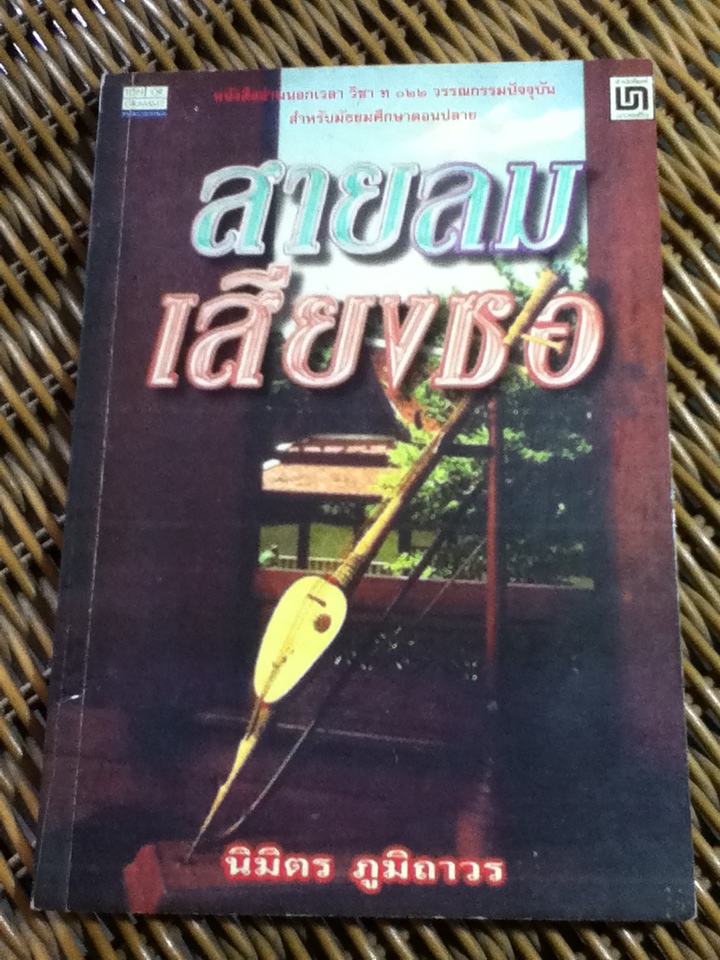 หนังสืออ่านนอกเวลา วิชา ท ๐๒๒ วรรณกรรมปัจจุบัน
สำหรับมัธยมศึกษาตอนปลาย
สายลม
เสียงซอ
นิมิตร ภูมิถาวร